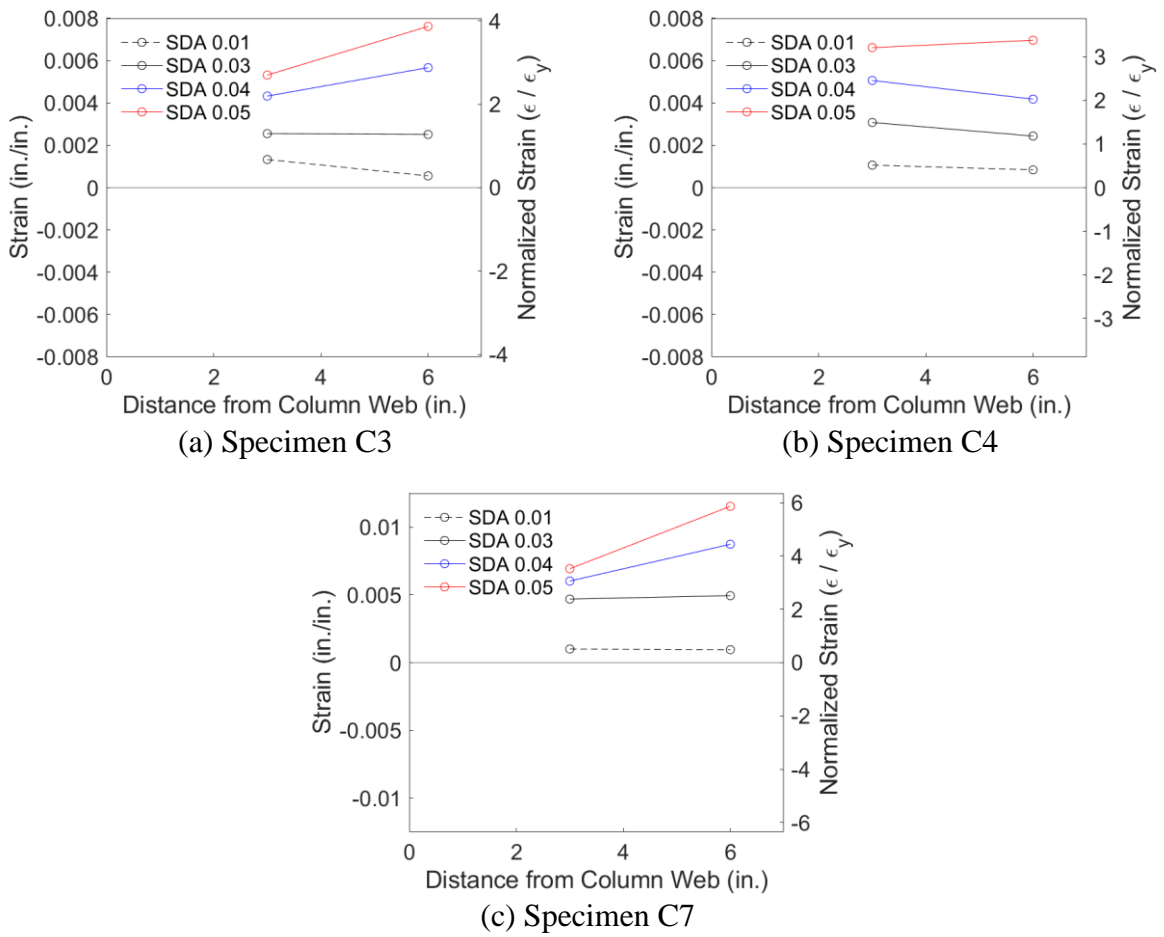 0.008
0.006
0.004
0.002
0
-0.002
-0.004
-0.006
-0.008
Strain (in./in.)
SDA 0.01
SDA 0.03
SDA 0.04
SDA 0.05
4
2
0
-2
-4
Normalized Strain (ϵ / ϵ_y)
0 2 4 6
Distance from Column Web (in.)
(a) Specimen C3
0.008
0.006
0.004
0.002
0
-0.002
-0.004
-0.006
-0.008
Strain (in./in.)
SDA 0.01
SDA 0.03
SDA 0.04
SDA 0.05
3
2
1
0
-1
-2
-3
Normalized Strain (ϵ / ϵ_y)
0 2 4 6
Distance from Column Web (in.)
(b) Specimen C4
0.01
0.005
0
-0.005
-0.01
Strain (in./in.)
SDA 0.01
SDA 0.03
SDA 0.04
SDA 0.05
6
4
2
0
-2
-4
-6
Normalized Strain (ϵ / ϵ_y)
0 2 4 6
Distance from Column Web (in.)
(c) Specimen C7